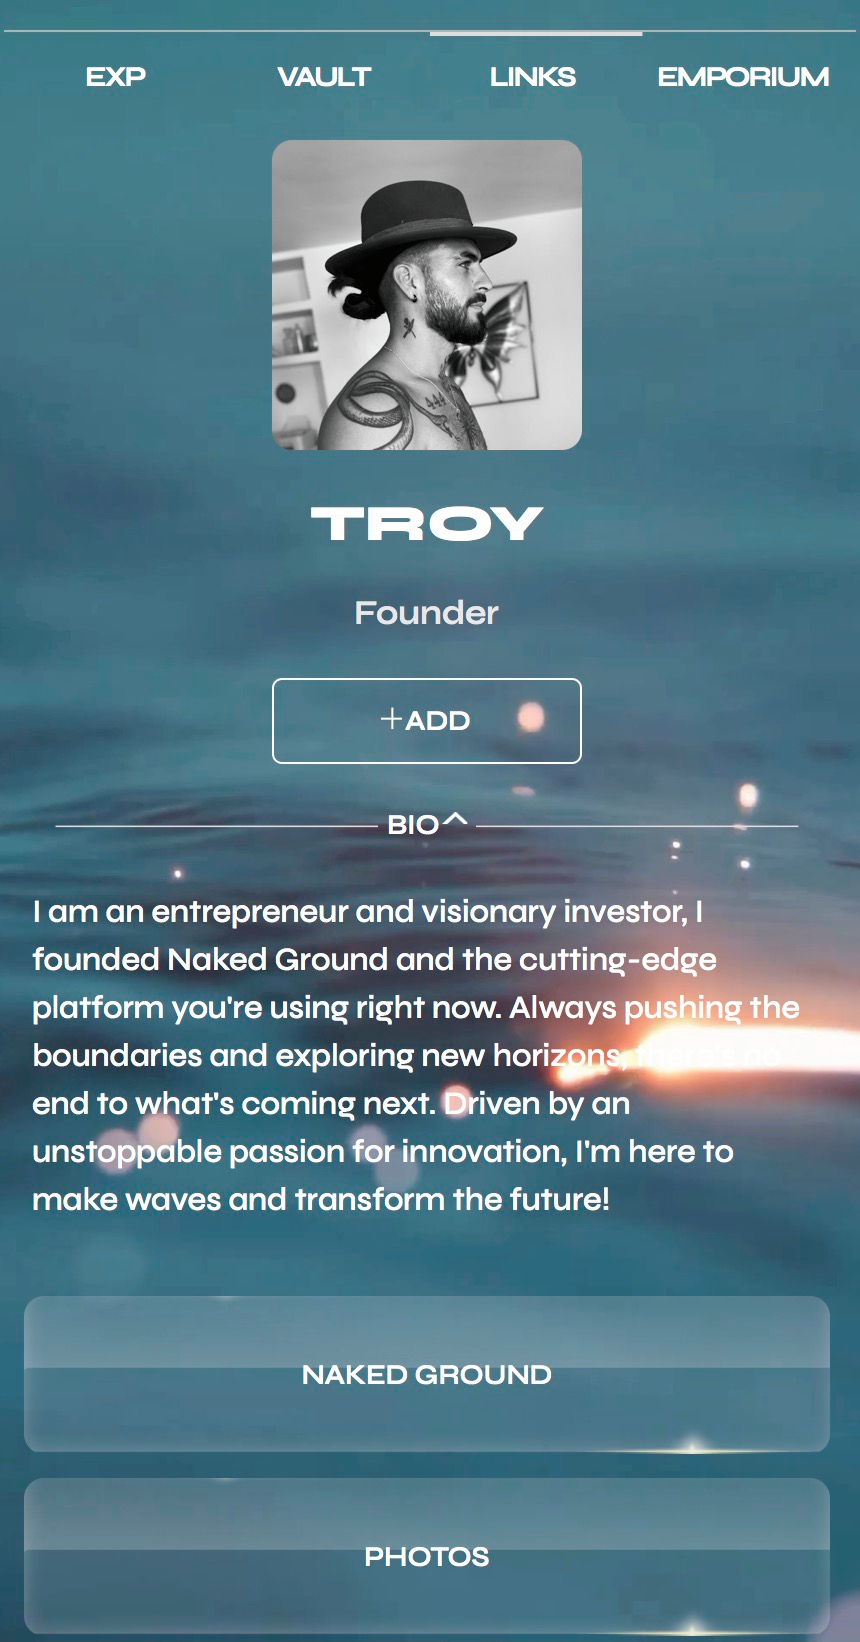 EXP VAULT LINKS EMPORIUM
444
TROY
Founder
+ADD
BIO
I am an entrepreneur and visionary investor, I
founded Naked Ground and the cutting-edge
platform you're using right now. Always pushing the
boundaries and exploring new horizons, there's no
end to what's coming next. Driven by an
unstoppable passion for innovation, I'm here to
make waves and transform the future!
NAKED GROUND
PHOTOS